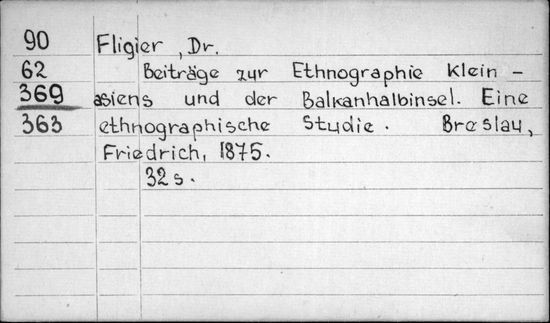 90 Fligier, Dr.
62 Beiträge zur Ethnographie Klein-
369 asiens und der Balkanhalbinsel. Eine
363 ethnographische Studie. Breslau,
Friedrich, 1875.
32 s.